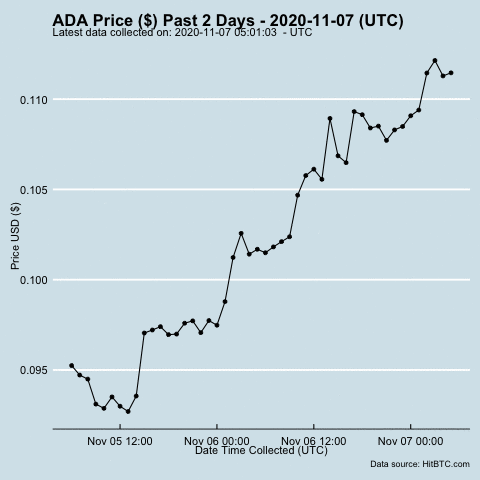 ADA Price ($) Past 2 Days - 2020-11-07 (UTC)
Latest data collected on: 2020-11-07 05:01:03  - UTC
0.110
0.105
0.100
0.095
Price USD ($)
Nov 05 12:00 Nov 06 00:00 Nov 06 12:00 Nov 07 00:00
Date Time Collected (UTC)
Data source: HitBTC.com